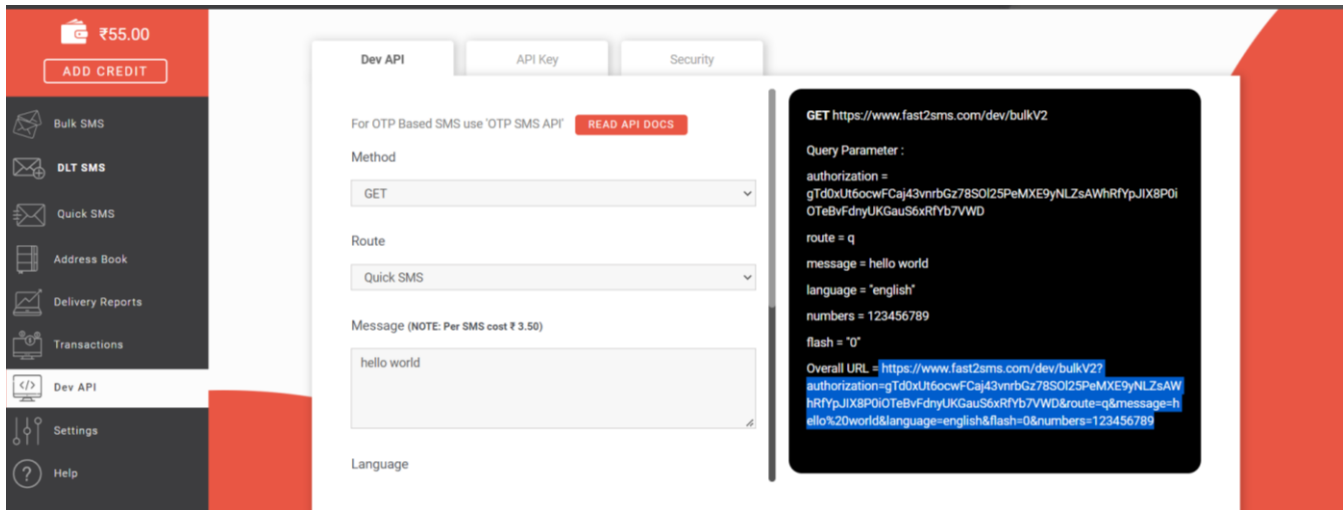 ₹55.00
ADD CREDIT
Bulk SMS
DLT SMS
Quick SMS
Address Book
Delivery Reports
Transactions
Dev API
Settings
Help
Dev API
API Key
Security
For OTP Based SMS use 'OTP SMS API'
READ API DOCS
Method
GET
Route
Quick SMS
Message (NOTE: Per SMS cost ₹ 3.50)
hello world
Language
GET https://www.fast2sms.com/dev/bulkV2
Query Parameter :
authorization =
gTd0xUt6ocwFCaj43vnrbGz78SOl25PeMXE9yNLZsAWhRfYpJIX8P0i
OTeBvFdnyUKGauS6xRfYb7VWD
route = q
message = hello world
language = "english"
numbers = 123456789
flash = "0"
Overall URL = https://www.fast2sms.com/dev/bulkV2?
authorization=gTd0xUt6ocwFCaj43vnrbGz78SOl25PeMXE9yNLZsAW
hRfYpJIX8P0iOTeBvFdnyUKGauS6xRfYb7VWD&route=q&message=h
ello%20world&language=english&flash=0&numbers=123456789